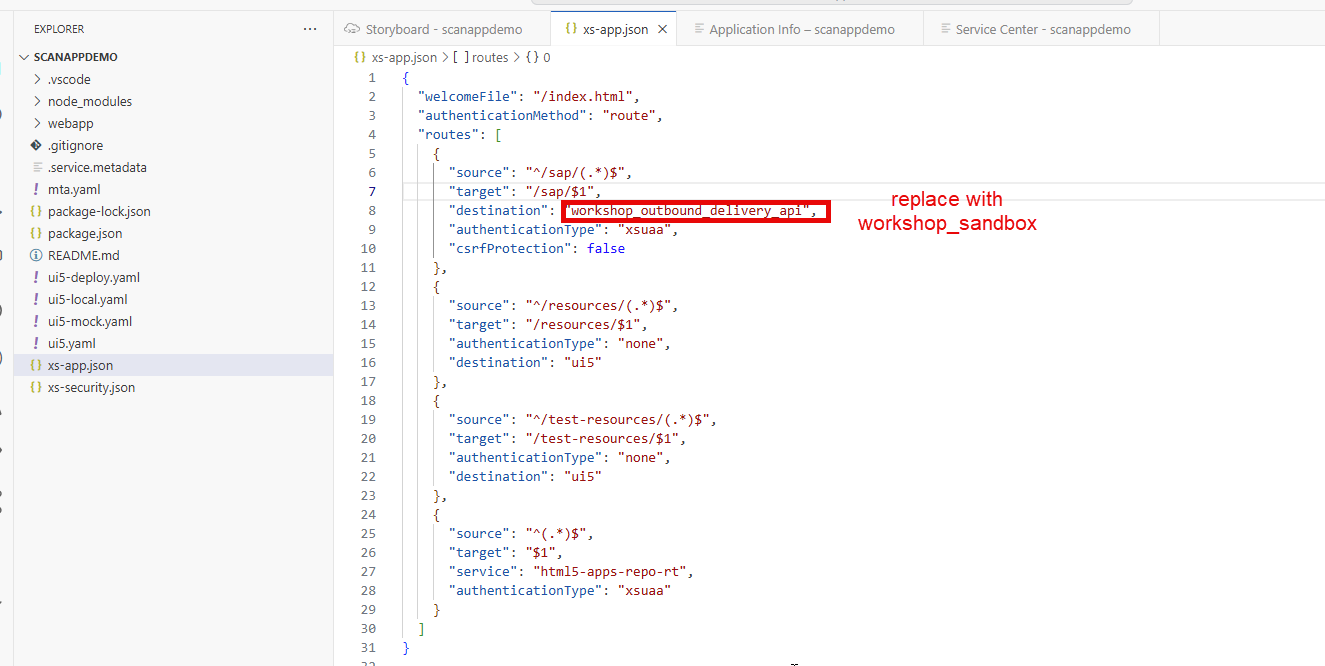 EXPLORER
SCANAPPDEMO
.vscode
node_modules
webapp
.gitignore
.service.metadata
mta.yaml
package-lock.json
package.json
README.md
ui5-deploy.yaml
ui5-local.yaml
ui5-mock.yaml
ui5.yaml
xs-app.json
xs-security.json
Storyboard - scanappdemo
xs-app.json
Application Info – scanappdemo
Service Center - scanappdemo
{} xs-app.json > [ ] routes > {} 0
1 {
2 "welcomeFile": "/index.html",
3 "authenticationMethod": "route",
4 "routes": [
5 {
6 "source": "^/sap/(.*)$",
7 "target": "/sap/$1",
8 "destination": "workshop_outbound_delivery_api",
9 "authenticationType": "xsuaa",
10 "csrfProtection": false
11 },
12 {
13 "source": "^/resources/(.*)$",
14 "target": "/resources/$1",
15 "authenticationType": "none",
16 "destination": "ui5"
17 },
18 {
19 "source": "^/test-resources/(.*)$",
20 "target": "/test-resources/$1",
21 "authenticationType": "none",
22 "destination": "ui5"
23 },
24 {
25 "source": "^(.*)$",
26 "target": "$1",
27 "service": "html5-apps-repo-rt",
28 "authenticationType": "xsuaa"
29 }
30 ]
31 }
replace with
workshop_sandbox